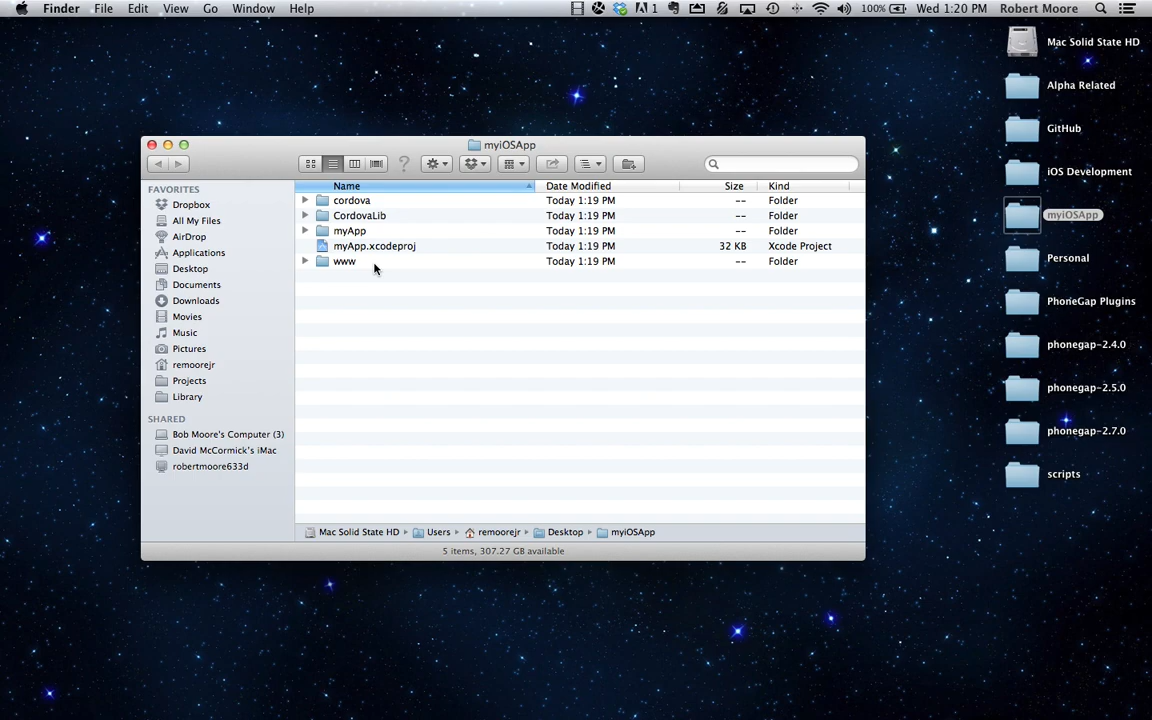 Finder File Edit View Go Window Help 1 100% Wed 1:20 PM Robert Moore
Mac Solid State HD
Alpha Related
GitHub
iOS Development
myiOSApp
Personal
PhoneGap Plugins
phonegap-2.4.0
phonegap-2.5.0
phonegap-2.7.0
scripts
myiOSApp
FAVORITES
Dropbox
All My Files
AirDrop
Applications
Desktop
Documents
Downloads
Movies
Music
Pictures
remoorejr
Projects
Library
SHARED
Bob Moore's Computer (3)
David McCormick's iMac
robertmoore633d
Name Date Modified Size Kind
cordova Today 1:19 PM -- Folder
CordovaLib Today 1:19 PM -- Folder
myApp Today 1:19 PM -- Folder
myApp.xcodeproj Today 1:19 PM 32 KB Xcode Project
www Today 1:19 PM -- Folder
Mac Solid State HD Users remoorejr Desktop myiOSApp
5 items, 307.27 GB available